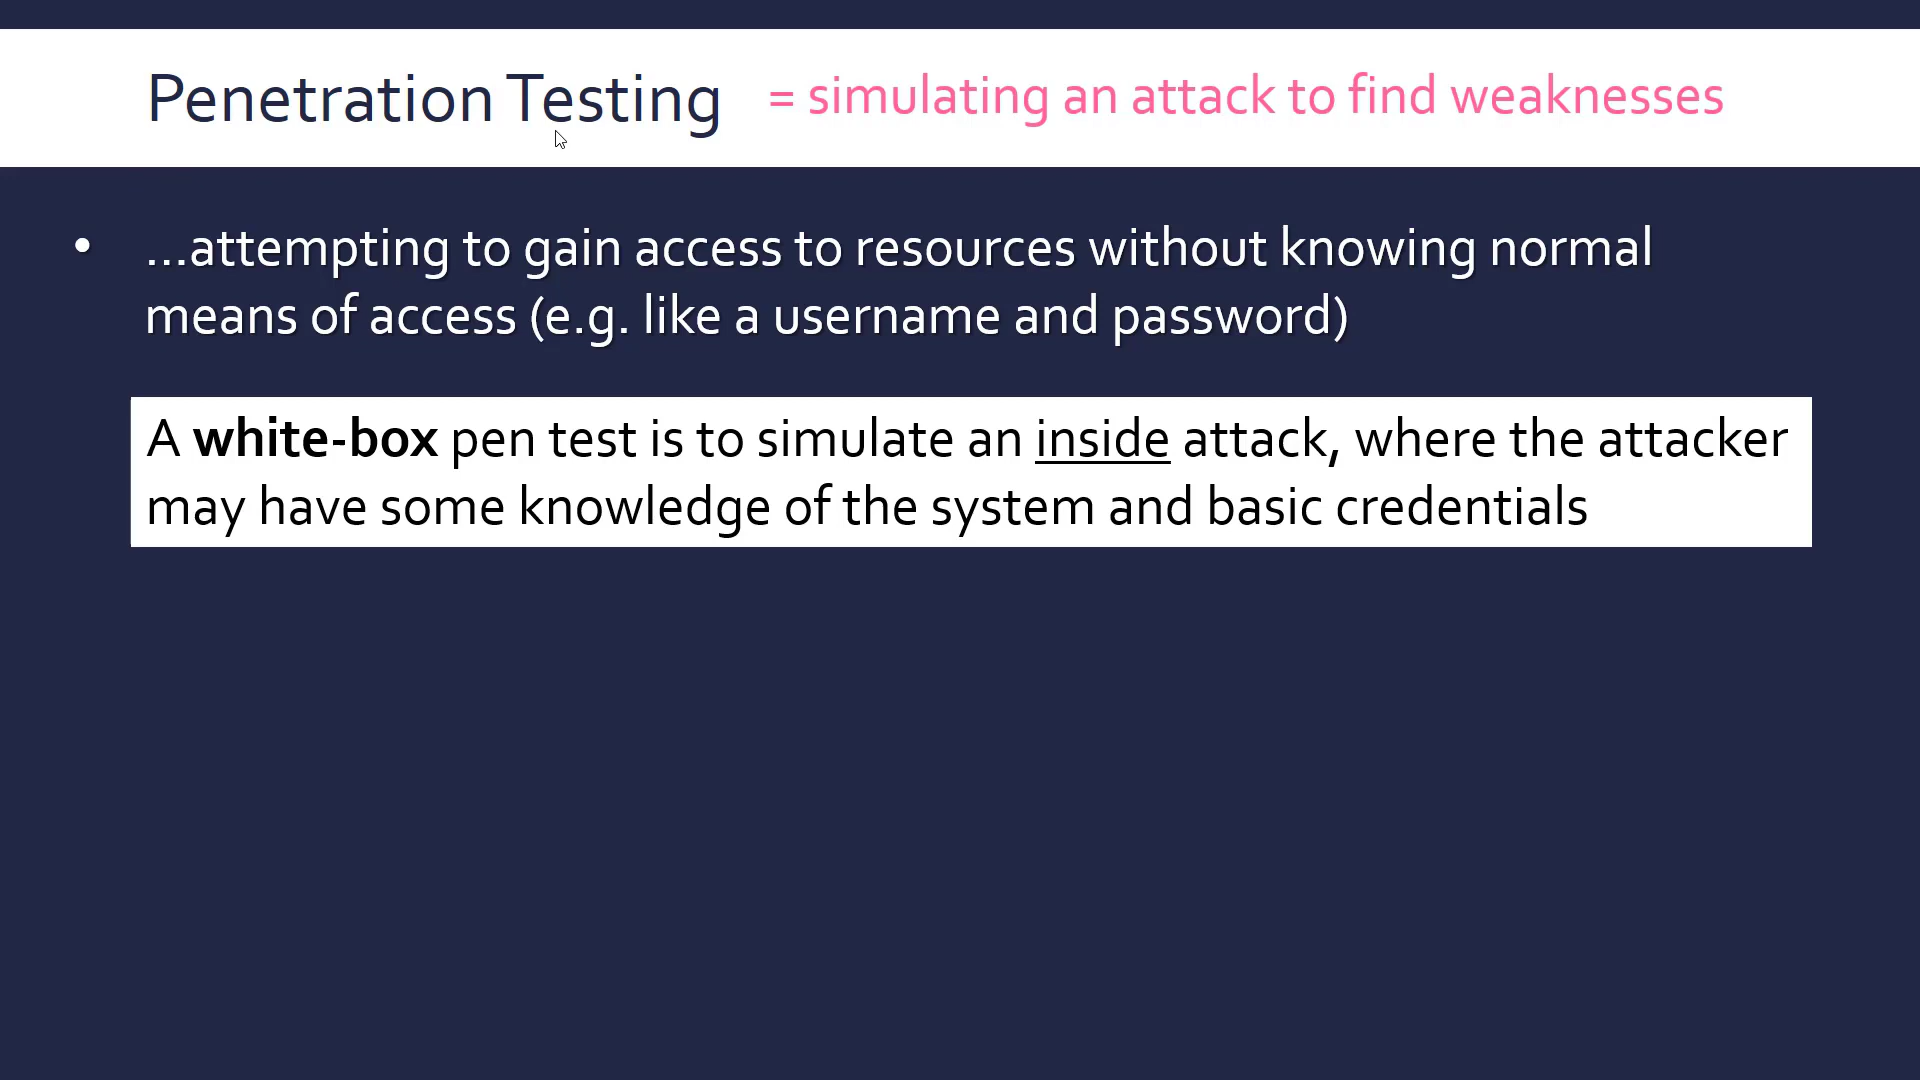 Penetration Testing = simulating an attack to find weaknesses
• ...attempting to gain access to resources without knowing normal
means of access (e.g. like a username and password)
A white-box pen test is to simulate an inside attack, where the attacker
may have some knowledge of the system and basic credentials